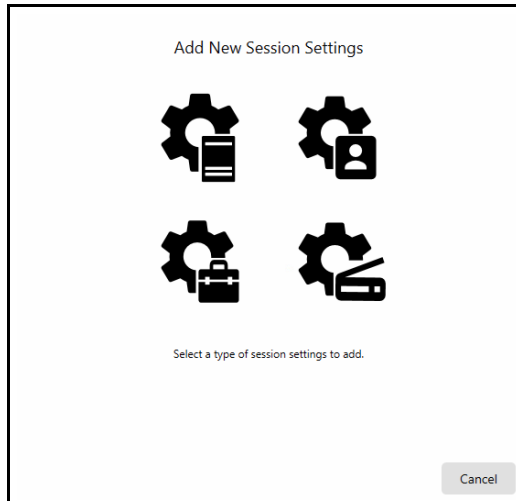 Add New Session Settings
Select a type of session settings to add.
Cancel